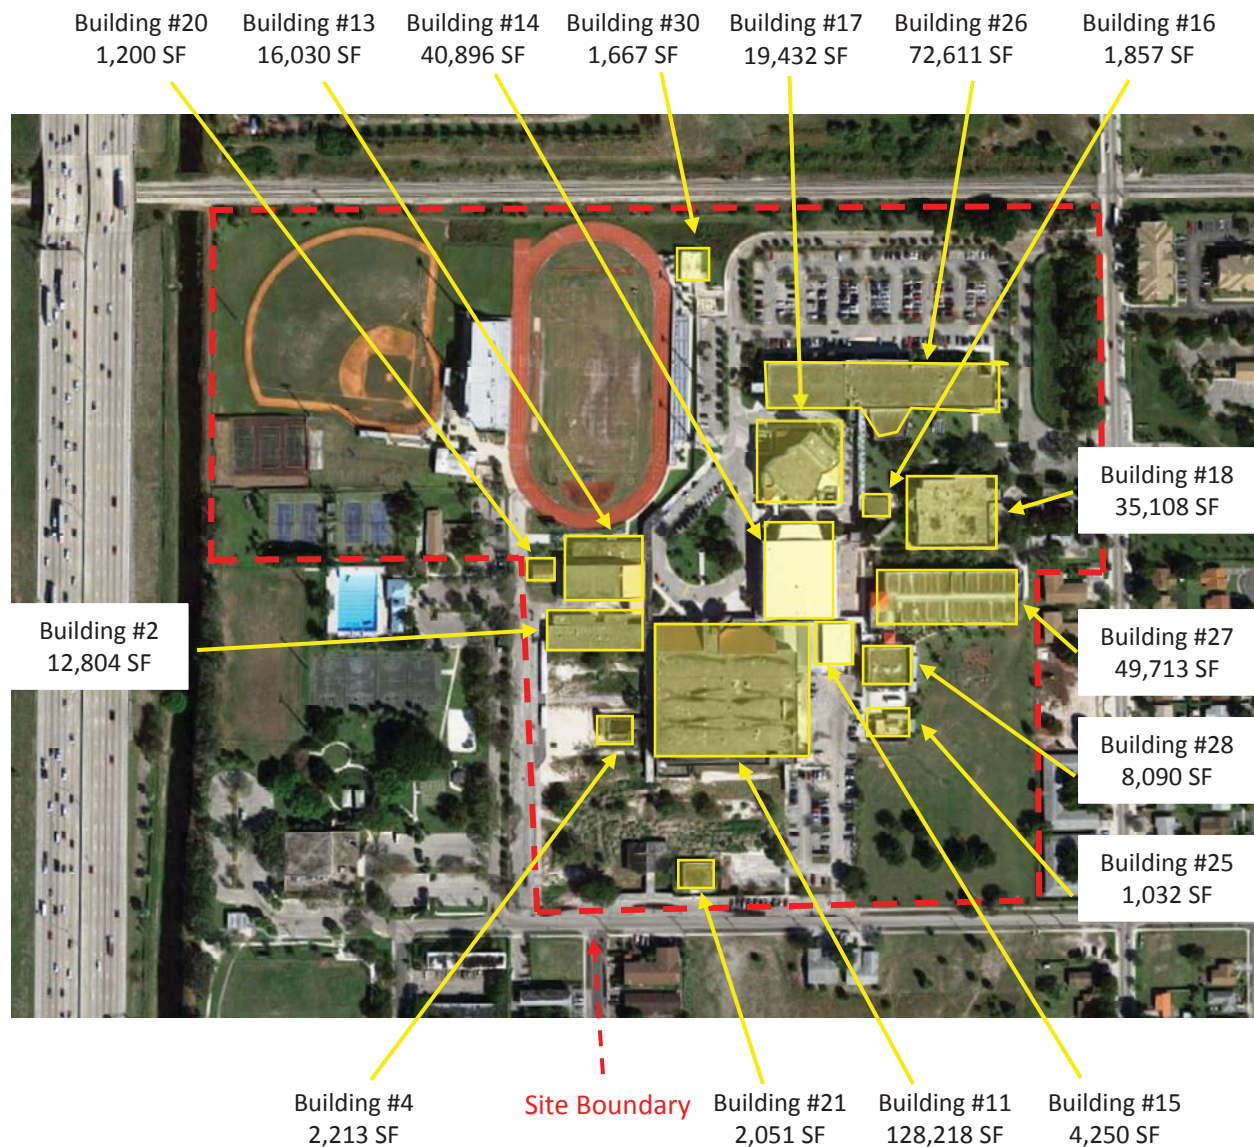 Building #20
1,200 SF
Building #13
16,030 SF
Building #14
40,896 SF
Building #30
1,667 SF
Building #17
19,432 SF
Building #26
72,611 SF
Building #16
1,857 SF
Building #18
35,108 SF
Building #2
12,804 SF
Building #27
49,713 SF
Building #28
8,090 SF
Building #25
1,032 SF
Building #4
2,213 SF
Site Boundary
Building #21
2,051 SF
Building #11
128,218 SF
Building #15
4,250 SF